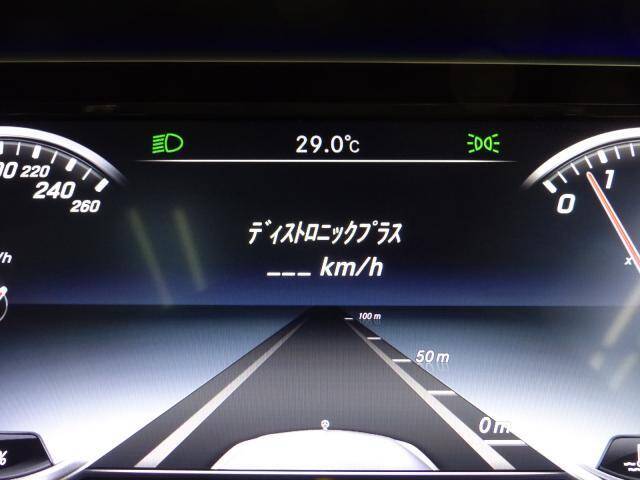 29.0℃
220
240
260
0
1
ﾃﾞｨｽﾄﾛﾆｯｸﾌﾟﾗｽ
___ km/h
100 m
50 m
0 m
%